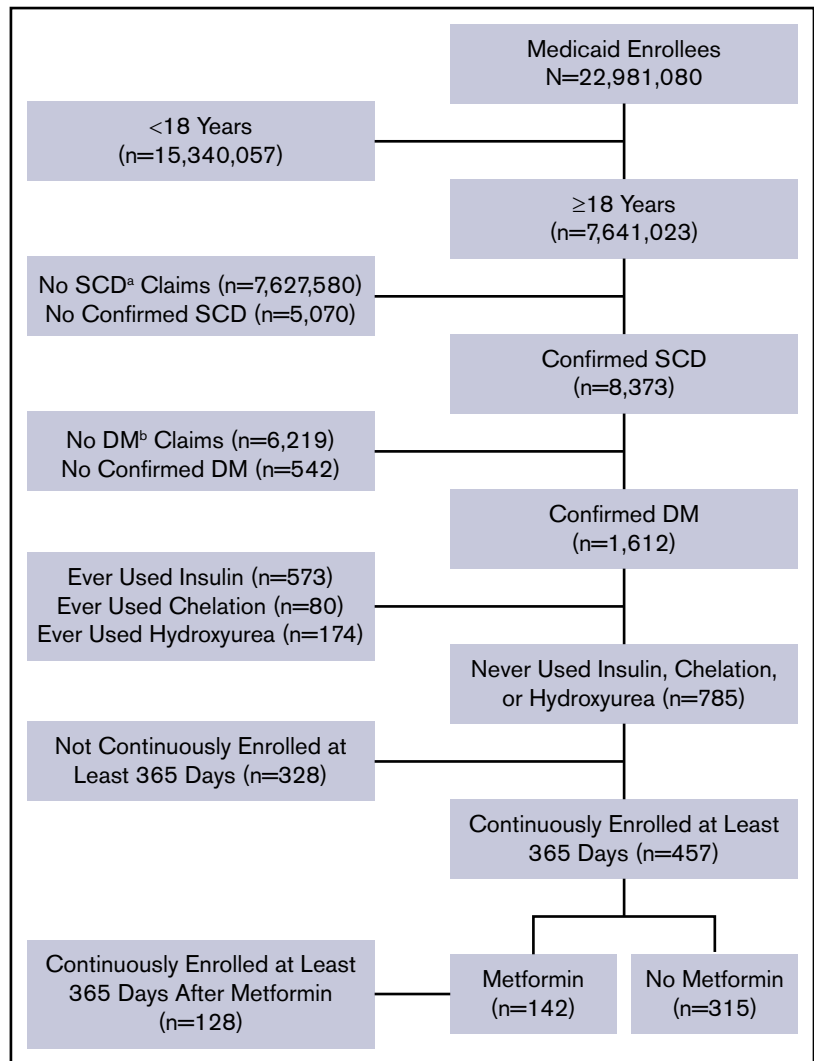 Medicaid Enrollees
N=22,981,080
<18 Years
(n=15,340,057)
≥18 Years
(n=7,641,023)
No SCDª Claims (n=7,627,580)
No Confirmed SCD (n=5,070)
Confirmed SCD
(n=8,373)
No DMᵇ Claims (n=6,219)
No Confirmed DM (n=542)
Confirmed DM
(n=1,612)
Ever Used Insulin (n=573)
Ever Used Chelation (n=80)
Ever Used Hydroxyurea (n=174)
Never Used Insulin, Chelation,
or Hydroxyurea (n=785)
Not Continuously Enrolled at
Least 365 Days (n=328)
Continuously Enrolled at Least
365 Days (n=457)
Continuously Enrolled at Least
365 Days After Metformin
(n=128)
Metformin
(n=142)
No Metformin
(n=315)